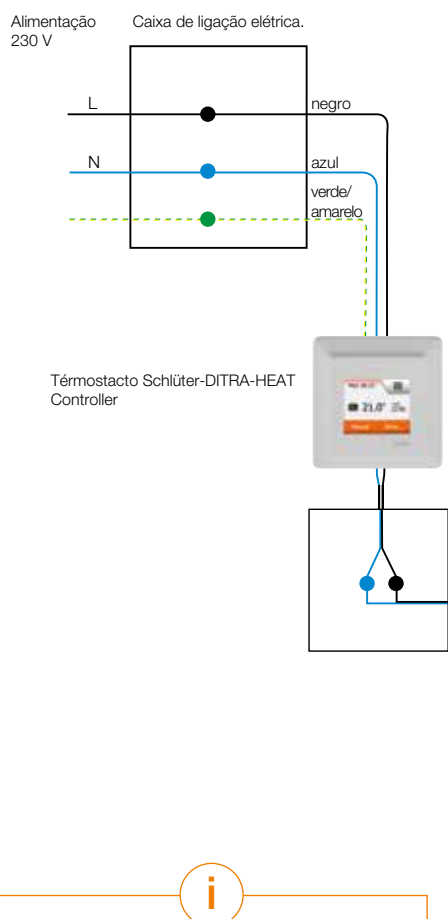 Alimentação
230 V
Caixa de ligação elétrica.
L
negro
N
azul
verde/
amarelo
Térmostacto Schlüter-DITRA-HEAT
Controller
21.0°
i